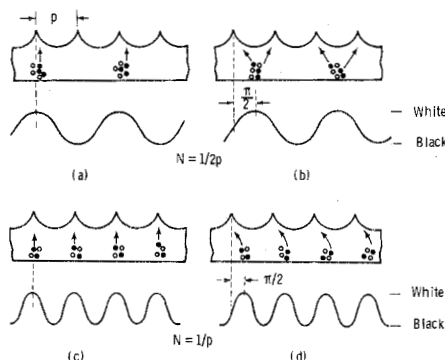 p
π/2
White
Black
(a)
N = 1/2p
(b)
π/2
White
Black
(c)
N = 1/p
(d)